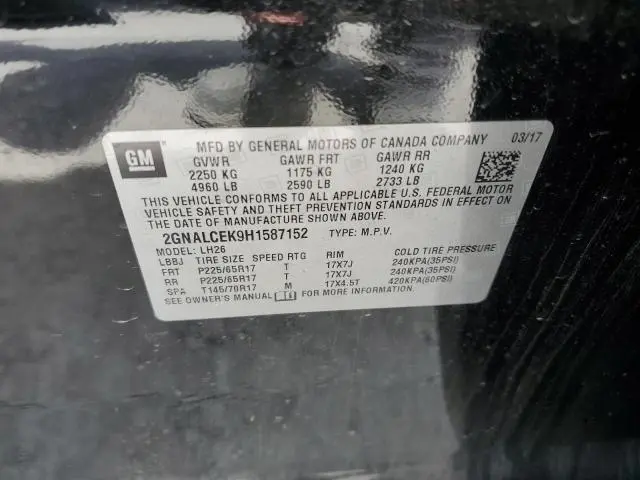 GM
MFD BY GENERAL MOTORS OF CANADA COMPANY 03/17
GVWR GAWR FRT GAWR RR
2250 KG 1175 KG 1240 KG
4960 LB 2590 LB 2733 LB
THIS VEHICLE CONFORMS TO ALL APPLICABLE U.S. FEDERAL MOTOR
VEHICLE SAFETY AND THEFT PREVENTION STANDARDS IN EFFECT ON
THE DATE OF MANUFACTURE SHOWN ABOVE.
2GNALCEK9H1587152 TYPE: M.P.V.
MODEL: LH26
LBBJ TIRE SIZE SPEED RTG RIM COLD TIRE PRESSURE
FRT P225/65R17 T 17X7J 240KPA(35PSI)
RR P225/65R17 T 17X7J 240KPA(35PSI)
SPA T145/70R17 M 17X4.5T 420KPA(60PSI)
SEE OWNER'S MANUAL FOR MORE INFORMATION.